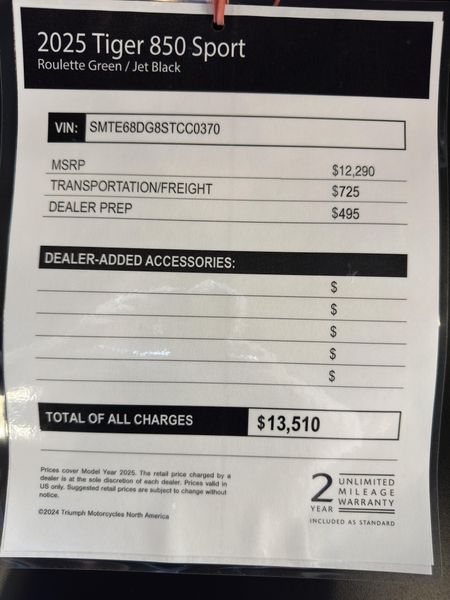 2025 Tiger 850 Sport
Roulette Green / Jet Black
VIN: SMTE68DG8STCC0370
MSRP $12,290
TRANSPORTATION/FREIGHT $725
DEALER PREP $495
DEALER-ADDED ACCESSORIES:
$
$
$
$
$
TOTAL OF ALL CHARGES $13,510
Prices cover Model Year 2025. The retail price charged by a
dealer is at the sole discretion of each dealer. Prices valid in
US only. Suggested retail prices are subject to change without
notice.
©2024 Triumph Motorcycles North America
2 YEAR
UNLIMITED
MILEAGE
WARRANTY
INCLUDED AS STANDARD